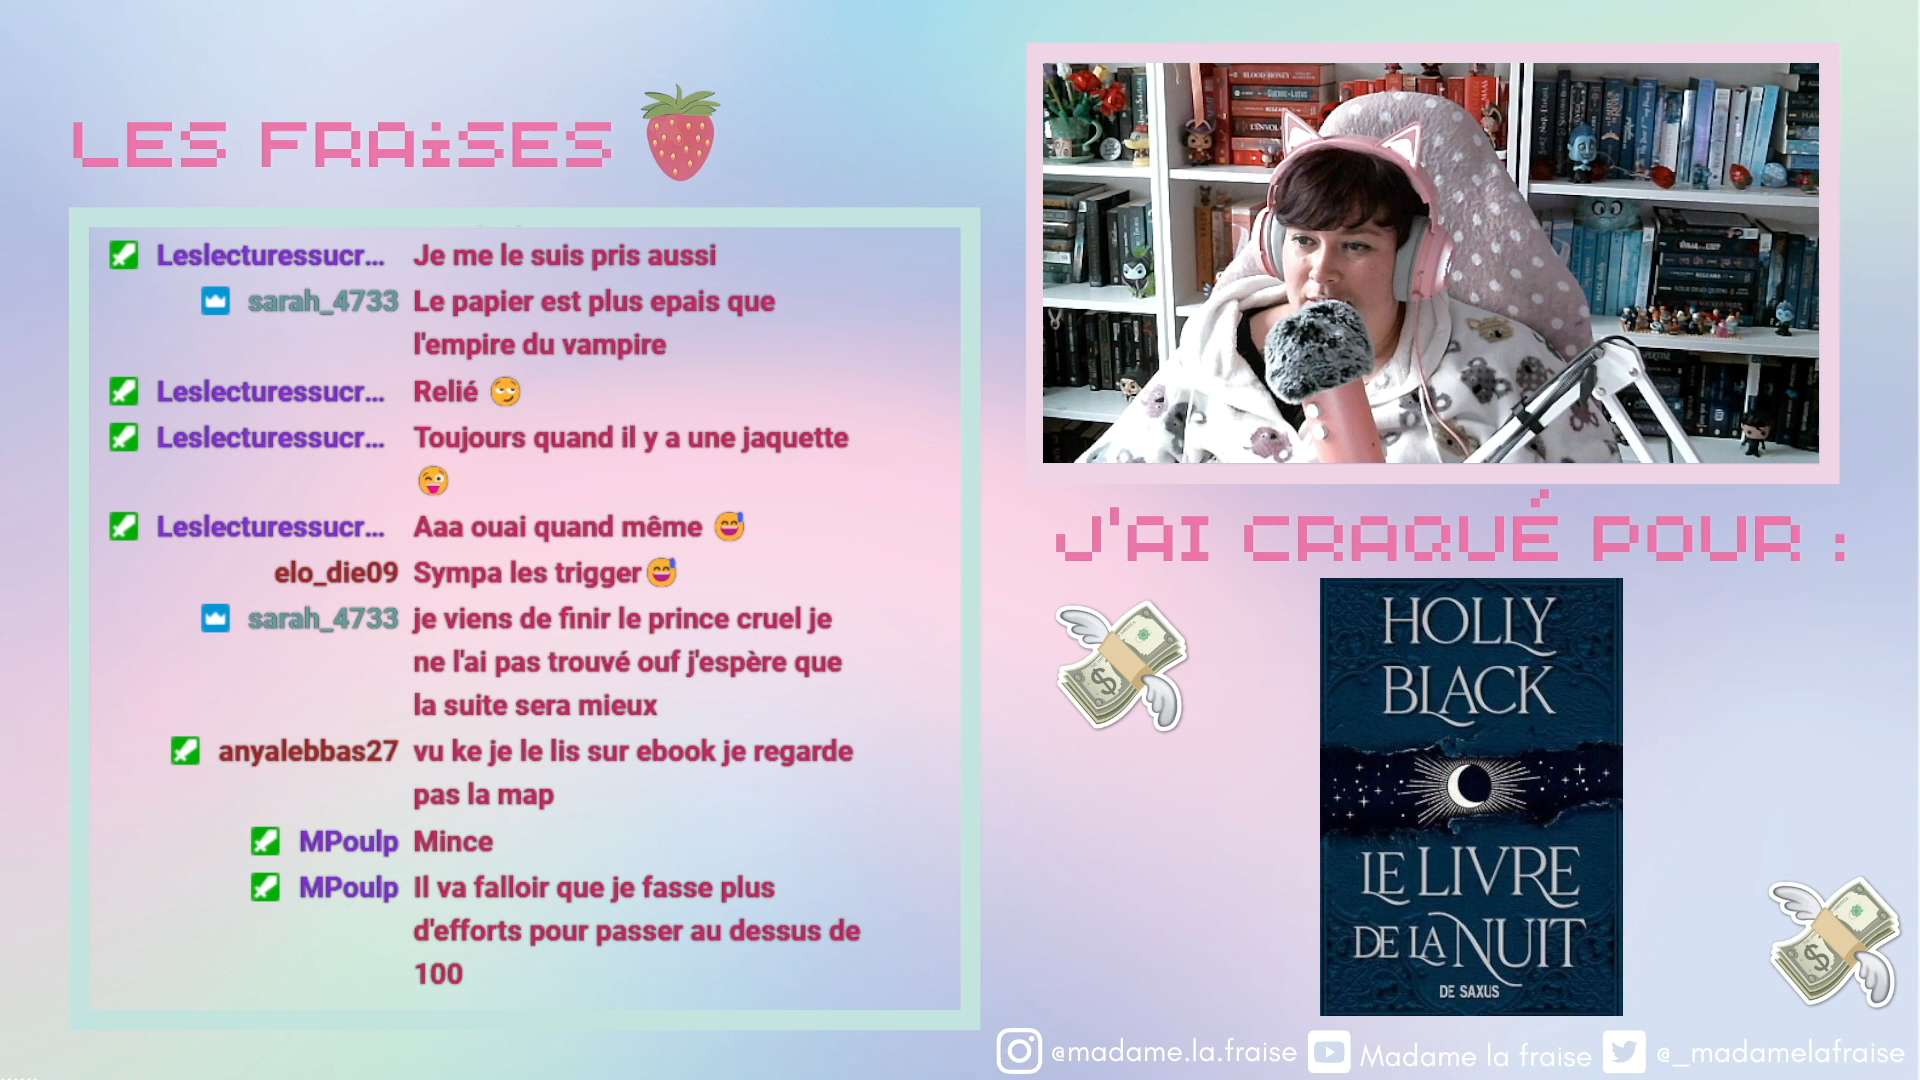 LES FRAiSES
Leslecturessucr... Je me le suis pris aussi
sarah_4733 Le papier est plus epais que
l'empire du vampire
Leslecturessucr... Relié 😏
Leslecturessucr... Toujours quand il y a une jaquette
😜
Leslecturessucr... Aaa ouai quand même 😅
elo_die09 Sympa les trigger😅
sarah_4733 je viens de finir le prince cruel je
ne l'ai pas trouvé ouf j'espère que
la suite sera mieux
anyalebbas27 vu ke je le lis sur ebook je regarde
pas la map
MPoulp Mince
MPoulp Il va falloir que je fasse plus
d'efforts pour passer au dessus de
100
BLOOD HONEY
J'AI CRAQUÉ POUR :
HOLLY
BLACK
LE LIVRE
DE LA NUIT
DE SAXUS
@madame.la.fraise Madame la fraise @_madamelafraise